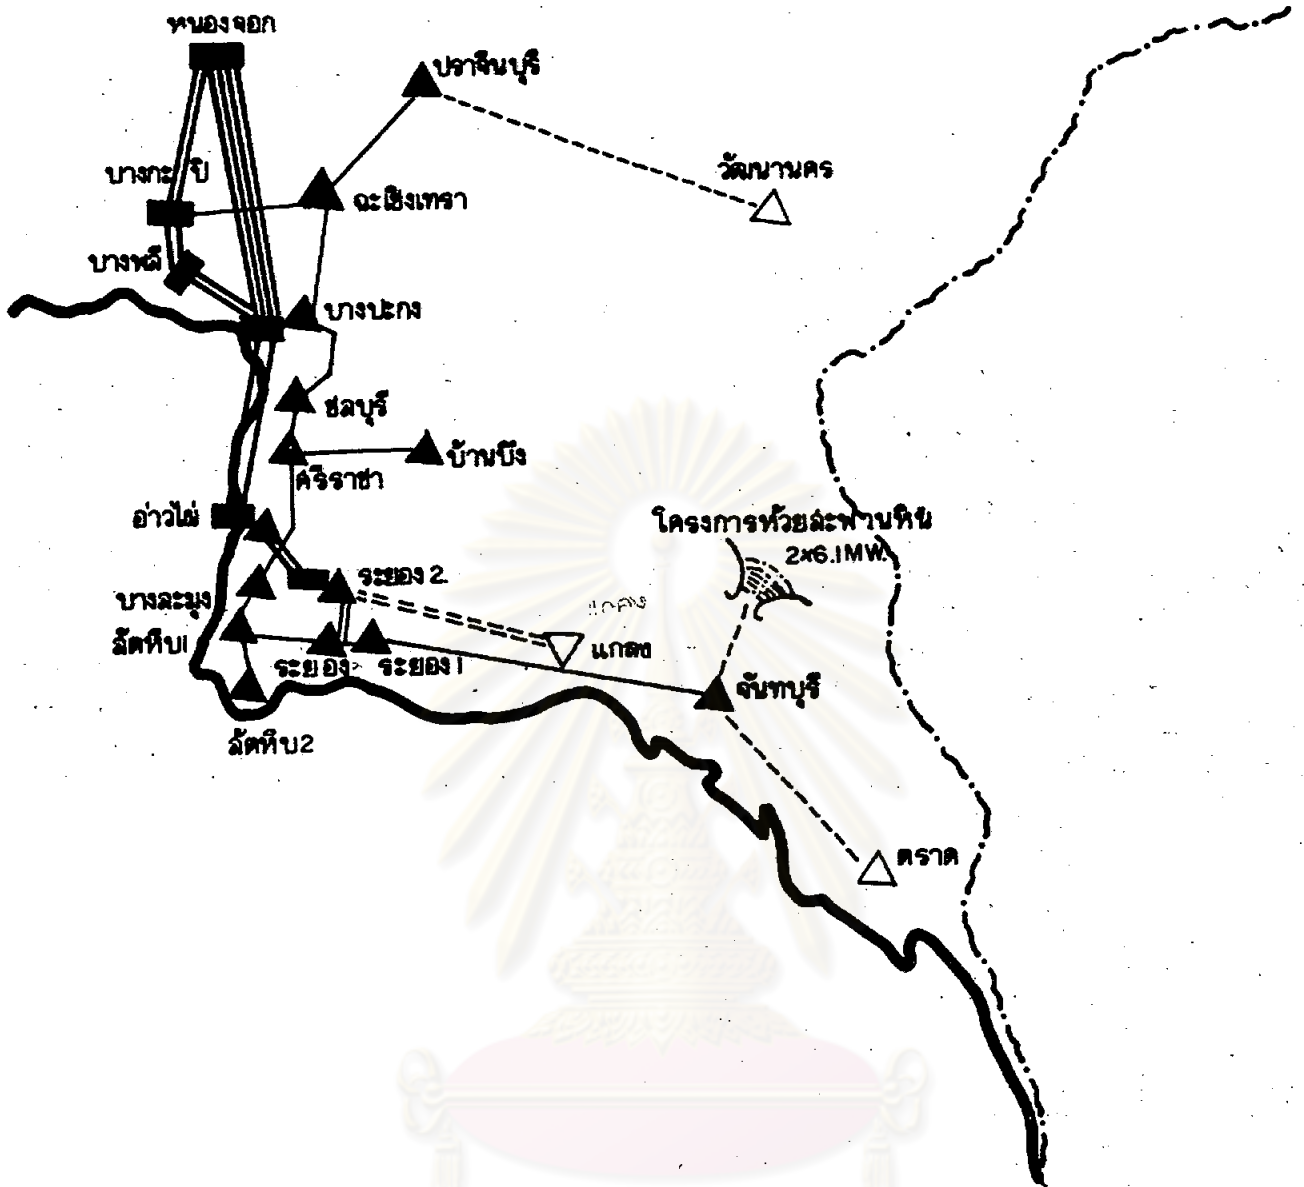 หนองจอก
ปราจีนบุรี
บางกะปิ
วัฒนานคร
ฉะเชิงเทรา
บางพลี
บางปะกง
ชลบุรี
บ้านบึง
ศรีราชา
อ่าวไผ่
โครงการห้วยสะพานหิน
2x6.1MW.
ระยอง 2
บางละมุง
แกลง
สัตหีบ1
แกลง
ระยอง
ระยอง 1
จันทบุรี
สัตหีบ2
ตราด